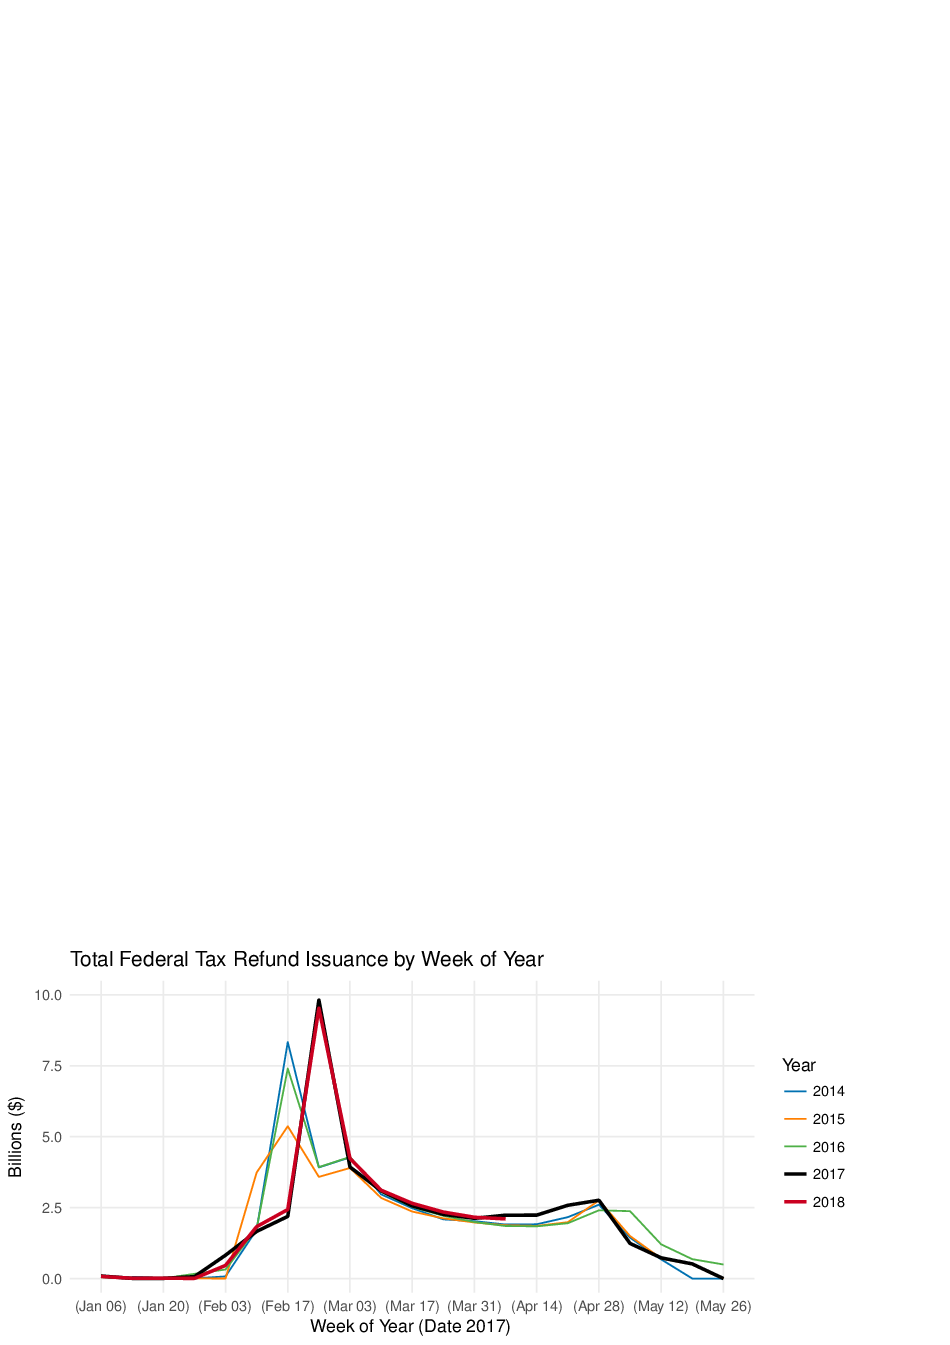 Total Federal Tax Refund Issuance by Week of Year
Billions ($)
10.0
7.5
5.0
2.5
0.0
(Jan 06) (Jan 20) (Feb 03) (Feb 17) (Mar 03) (Mar 17) (Mar 31) (Apr 14) (Apr 28) (May 12) (May 26)
Week of Year (Date 2017)
Year
2014
2015
2016
2017
2018